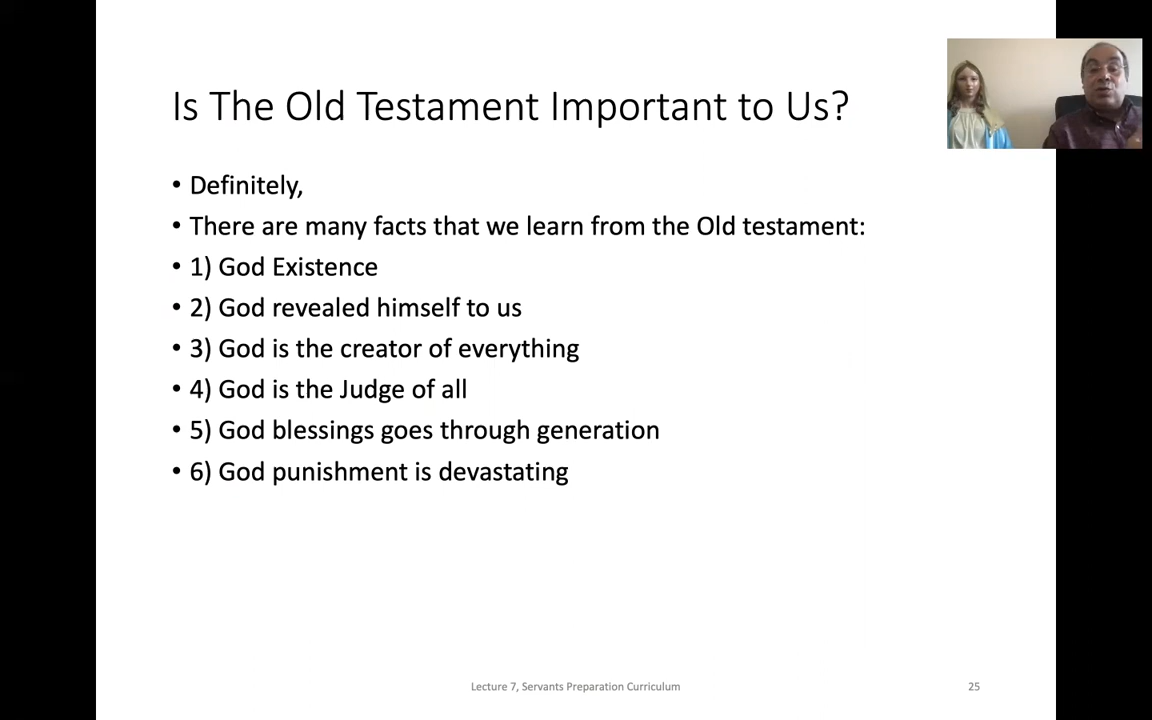 Is The Old Testament Important to Us?
• Definitely,
• There are many facts that we learn from the Old testament:
• 1) God Existence
• 2) God revealed himself to us
• 3) God is the creator of everything
• 4) God is the Judge of all
• 5) God blessings goes through generation
• 6) God punishment is devastating
Lecture 7, Servants Preparation Curriculum
25